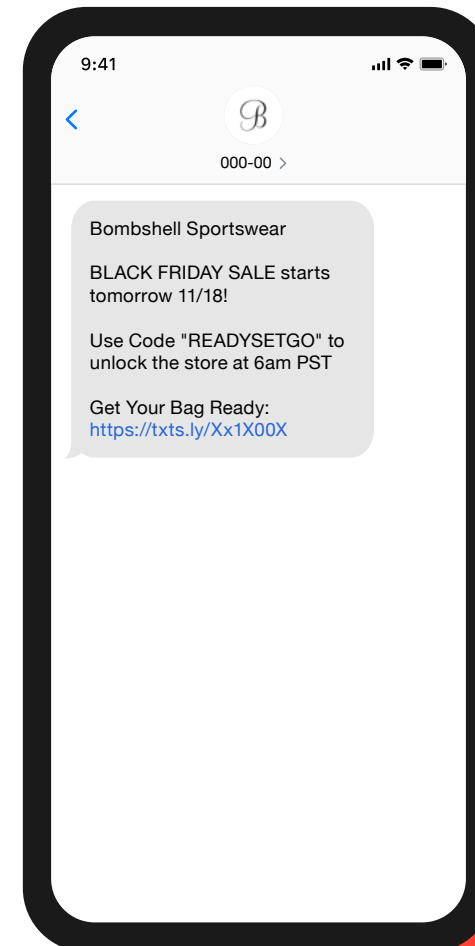 9:41
B
000-00 >
Bombshell Sportswear
BLACK FRIDAY SALE starts
tomorrow 11/18!
Use Code "READYSETGO" to
unlock the store at 6am PST
Get Your Bag Ready:
https://txts.ly/Xx1X00X